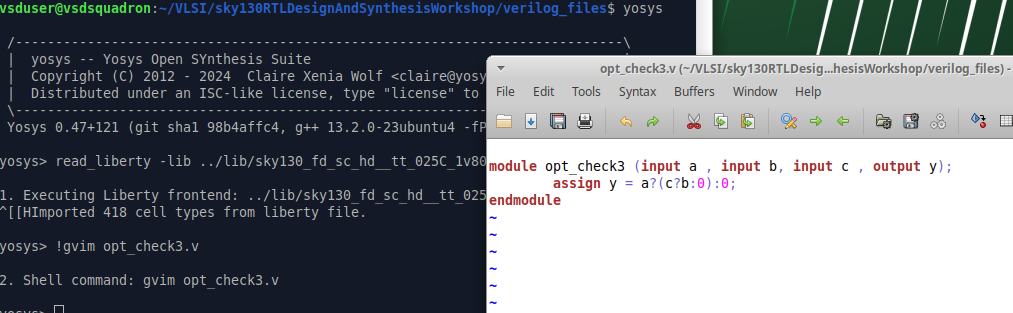 vsduser@vsdsquadron:~/VLSI/sky130RTLDesignAndSynthesisWorkshop/verilog_files$ yosys
/-----------------------------------------------------------------------------\
| yosys -- Yosys Open SYnthesis Suite
| Copyright (C) 2012 - 2024 Claire Xenia Wolf <claire@yosy
| Distributed under an ISC-like license, type "license" to
\-----------------------------------------------------------
Yosys 0.47+121 (git sha1 98b4affc4, g++ 13.2.0-23ubuntu4 -fP
yosys> read_liberty -lib ../lib/sky130_fd_sc_hd__tt_025C_1v80
1. Executing Liberty frontend: ../lib/sky130_fd_sc_hd__tt_025
^[[HImported 418 cell types from liberty file.
yosys> !gvim opt_check3.v
2. Shell command: gvim opt_check3.v
yosys>
opt_check3.v (~/VLSI/sky130RTLDesig...hesisWorkshop/verilog_files) -
File Edit Tools Syntax Buffers Window Help
module opt_check3 (input a , input b, input c , output y);
assign y = a?(c?b:0):0;
endmodule
~
~
~
~
~
~